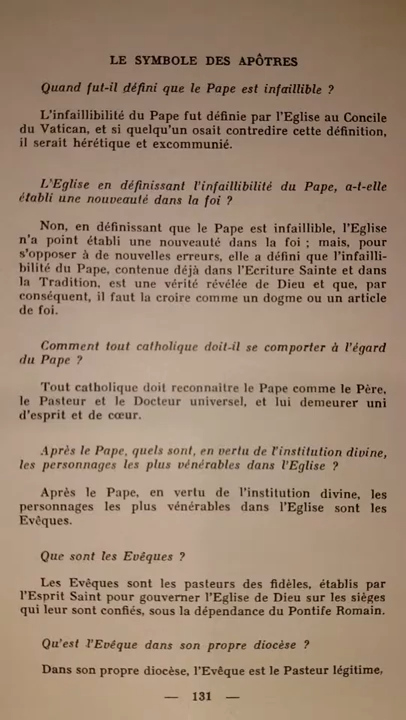 LE SYMBOLE DES APÔTRES
Quand fut-il défini que le Pape est infaillible ?
L'infaillibilité du Pape fut définie par l'Eglise au Concile
du Vatican, et si quelqu'un osait contredire cette définition,
il serait hérétique et excommunié.
L'Eglise en définissant l'infaillibilité du Pape, a-t-elle
établi une nouveauté dans la foi ?
Non, en définissant que le Pape est infaillible, l'Eglise
n'a point établi une nouveauté dans la foi ; mais, pour
s'opposer à de nouvelles erreurs, elle a défini que l'infailli-
bilité du Pape, contenue déjà dans l'Ecriture Sainte et dans
la Tradition, est une vérité révélée de Dieu et que, par
conséquent, il faut la croire comme un dogme ou un article
de foi.
Comment tout catholique doit-il se comporter à l'égard
du Pape ?
Tout catholique doit reconnaître le Pape comme le Père,
le Pasteur et le Docteur universel, et lui demeurer uni
d'esprit et de cœur.
Après le Pape, quels sont, en vertu de l'institution divine,
les personnages les plus vénérables dans l'Eglise ?
Après le Pape, en vertu de l'institution divine, les
personnages les plus vénérables dans l'Eglise sont les
Evêques.
Que sont les Evêques ?
Les Evêques sont les pasteurs des fidèles, établis par
l'Esprit Saint pour gouverner l'Eglise de Dieu sur les sièges
qui leur sont confiés, sous la dépendance du Pontife Romain.
Qu'est l'Evêque dans son propre diocèse ?
Dans son propre diocèse, l'Evêque est le Pasteur légitime,
— 131 —